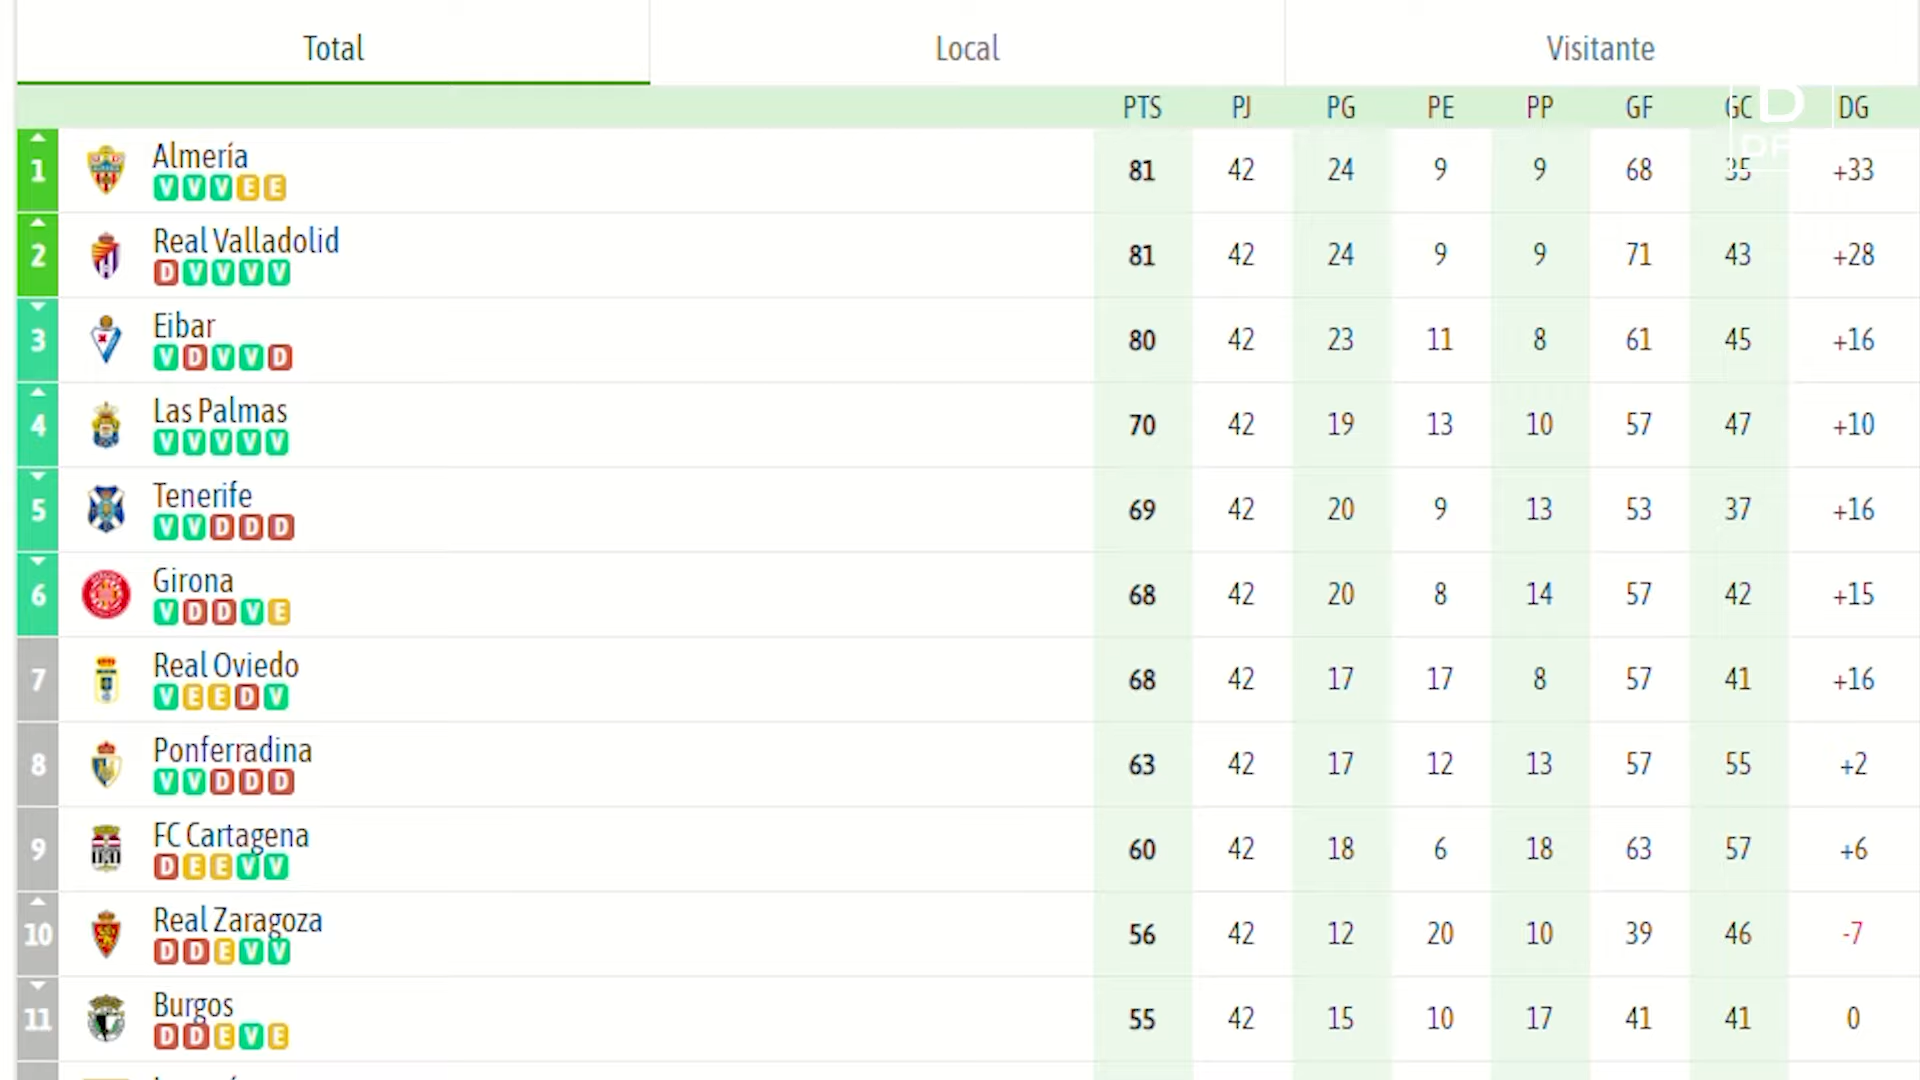 Total Local Visitante
PTS PJ PG PE PP GF GC DG
1 Almería 81 42 24 9 9 68 35 +33
V V V E E
2 Real Valladolid 81 42 24 9 9 71 43 +28
D V V V V
3 Eibar 80 42 23 11 8 61 45 +16
V D V V D
4 Las Palmas 70 42 19 13 10 57 47 +10
V V V V V
5 Tenerife 69 42 20 9 13 53 37 +16
V V D D D
6 Girona 68 42 20 8 14 57 42 +15
V D D V E
7 Real Oviedo 68 42 17 17 8 57 41 +16
V E E D V
8 Ponferradina 63 42 17 12 13 57 55 +2
V V D D D
9 FC Cartagena 60 42 18 6 18 63 57 +6
D E E V V
10 Real Zaragoza 56 42 12 20 10 39 46 -7
D D E V V
11 Burgos 55 42 15 10 17 41 41 0
D D E V E